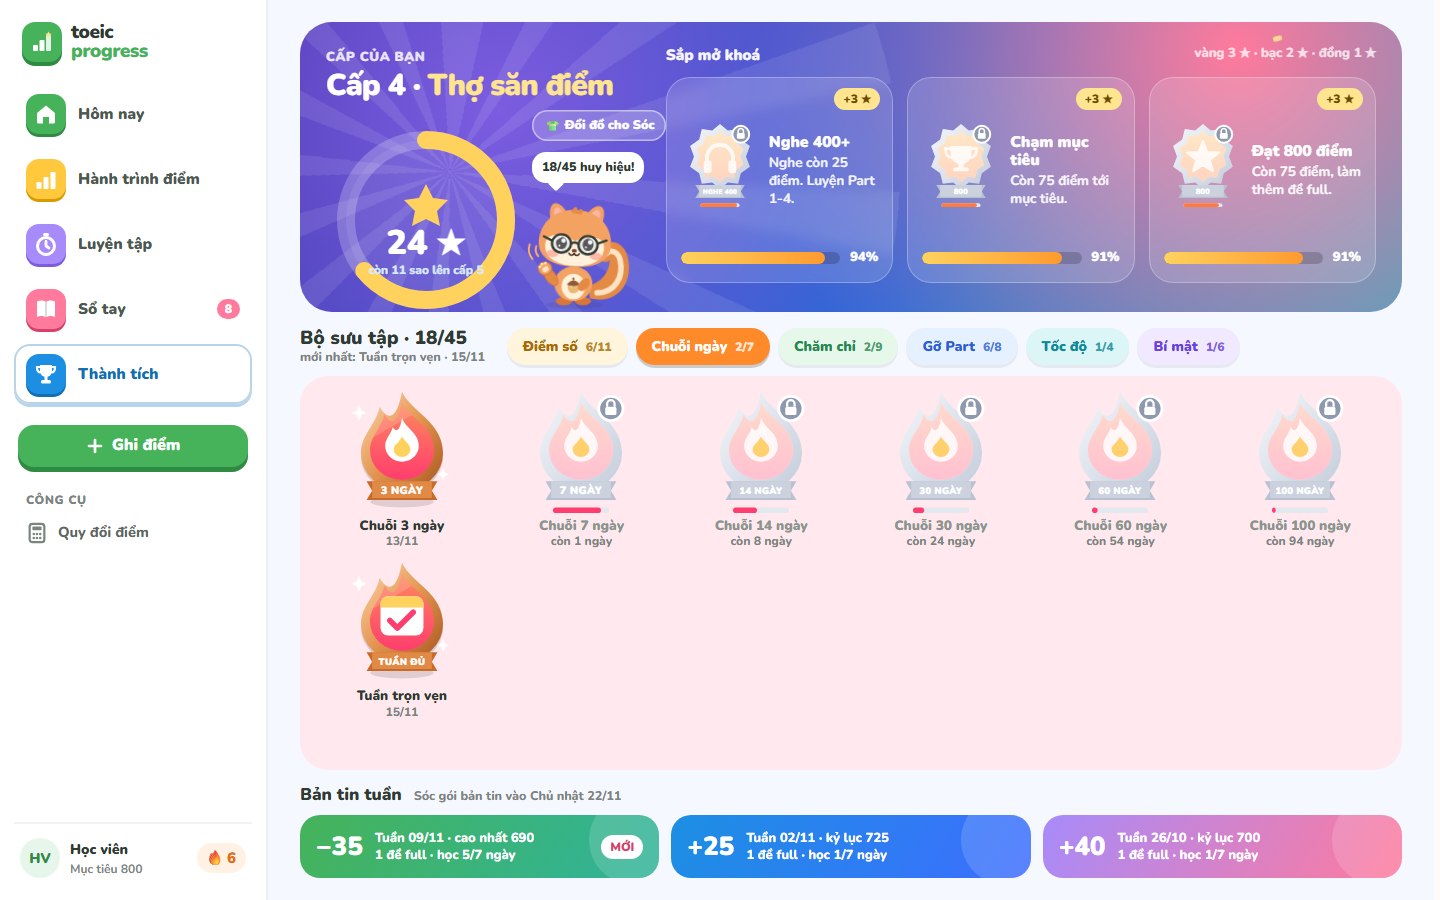 toeic
progress
Hôm nay
Hành trình điểm
Luyện tập
Sổ tay
8
Thành tích
Ghi điểm
CÔNG CỤ
Quy đổi điểm
HV
Học viên
Mục tiêu 800
6
CẤP CỦA BẠN
Cấp 4 · Thợ săn điểm
24 ★
còn 11 sao lên cấp 5
Đổi đồ cho Sóc
18/45 huy hiệu!
Sắp mở khoá
vàng 3 ★ · bạc 2 ★ · đồng 1 ★
+3 ★
NGHE 400
Nghe 400+
Nghe còn 25
điểm. Luyện Part
1-4.
94%
+3 ★
800
Chạm mục
tiêu
Còn 75 điểm tới
mục tiêu.
91%
+3 ★
800
Đạt 800 điểm
Còn 75 điểm, làm
thêm đề full.
91%
Bộ sưu tập · 18/45
mới nhất: Tuần trọn vẹn · 15/11
Điểm số 6/11
Chuỗi ngày 2/7
Chăm chỉ 2/9
Gỡ Part 6/8
Tốc độ 1/4
Bí mật 1/6
3 NGÀY
Chuỗi 3 ngày
13/11
7 NGÀY
Chuỗi 7 ngày
còn 1 ngày
14 NGÀY
Chuỗi 14 ngày
còn 8 ngày
30 NGÀY
Chuỗi 30 ngày
còn 24 ngày
60 NGÀY
Chuỗi 60 ngày
còn 54 ngày
100 NGÀY
Chuỗi 100 ngày
còn 94 ngày
TUẦN ĐỦ
Tuần trọn vẹn
15/11
Bản tin tuần
Sóc gói bản tin vào Chủ nhật 22/11
−35
Tuần 09/11 · cao nhất 690
1 đề full · học 5/7 ngày
MỚI
+25
Tuần 02/11 · kỷ lục 725
1 đề full · học 1/7 ngày
+40
Tuần 26/10 · kỷ lục 700
1 đề full · học 1/7 ngày